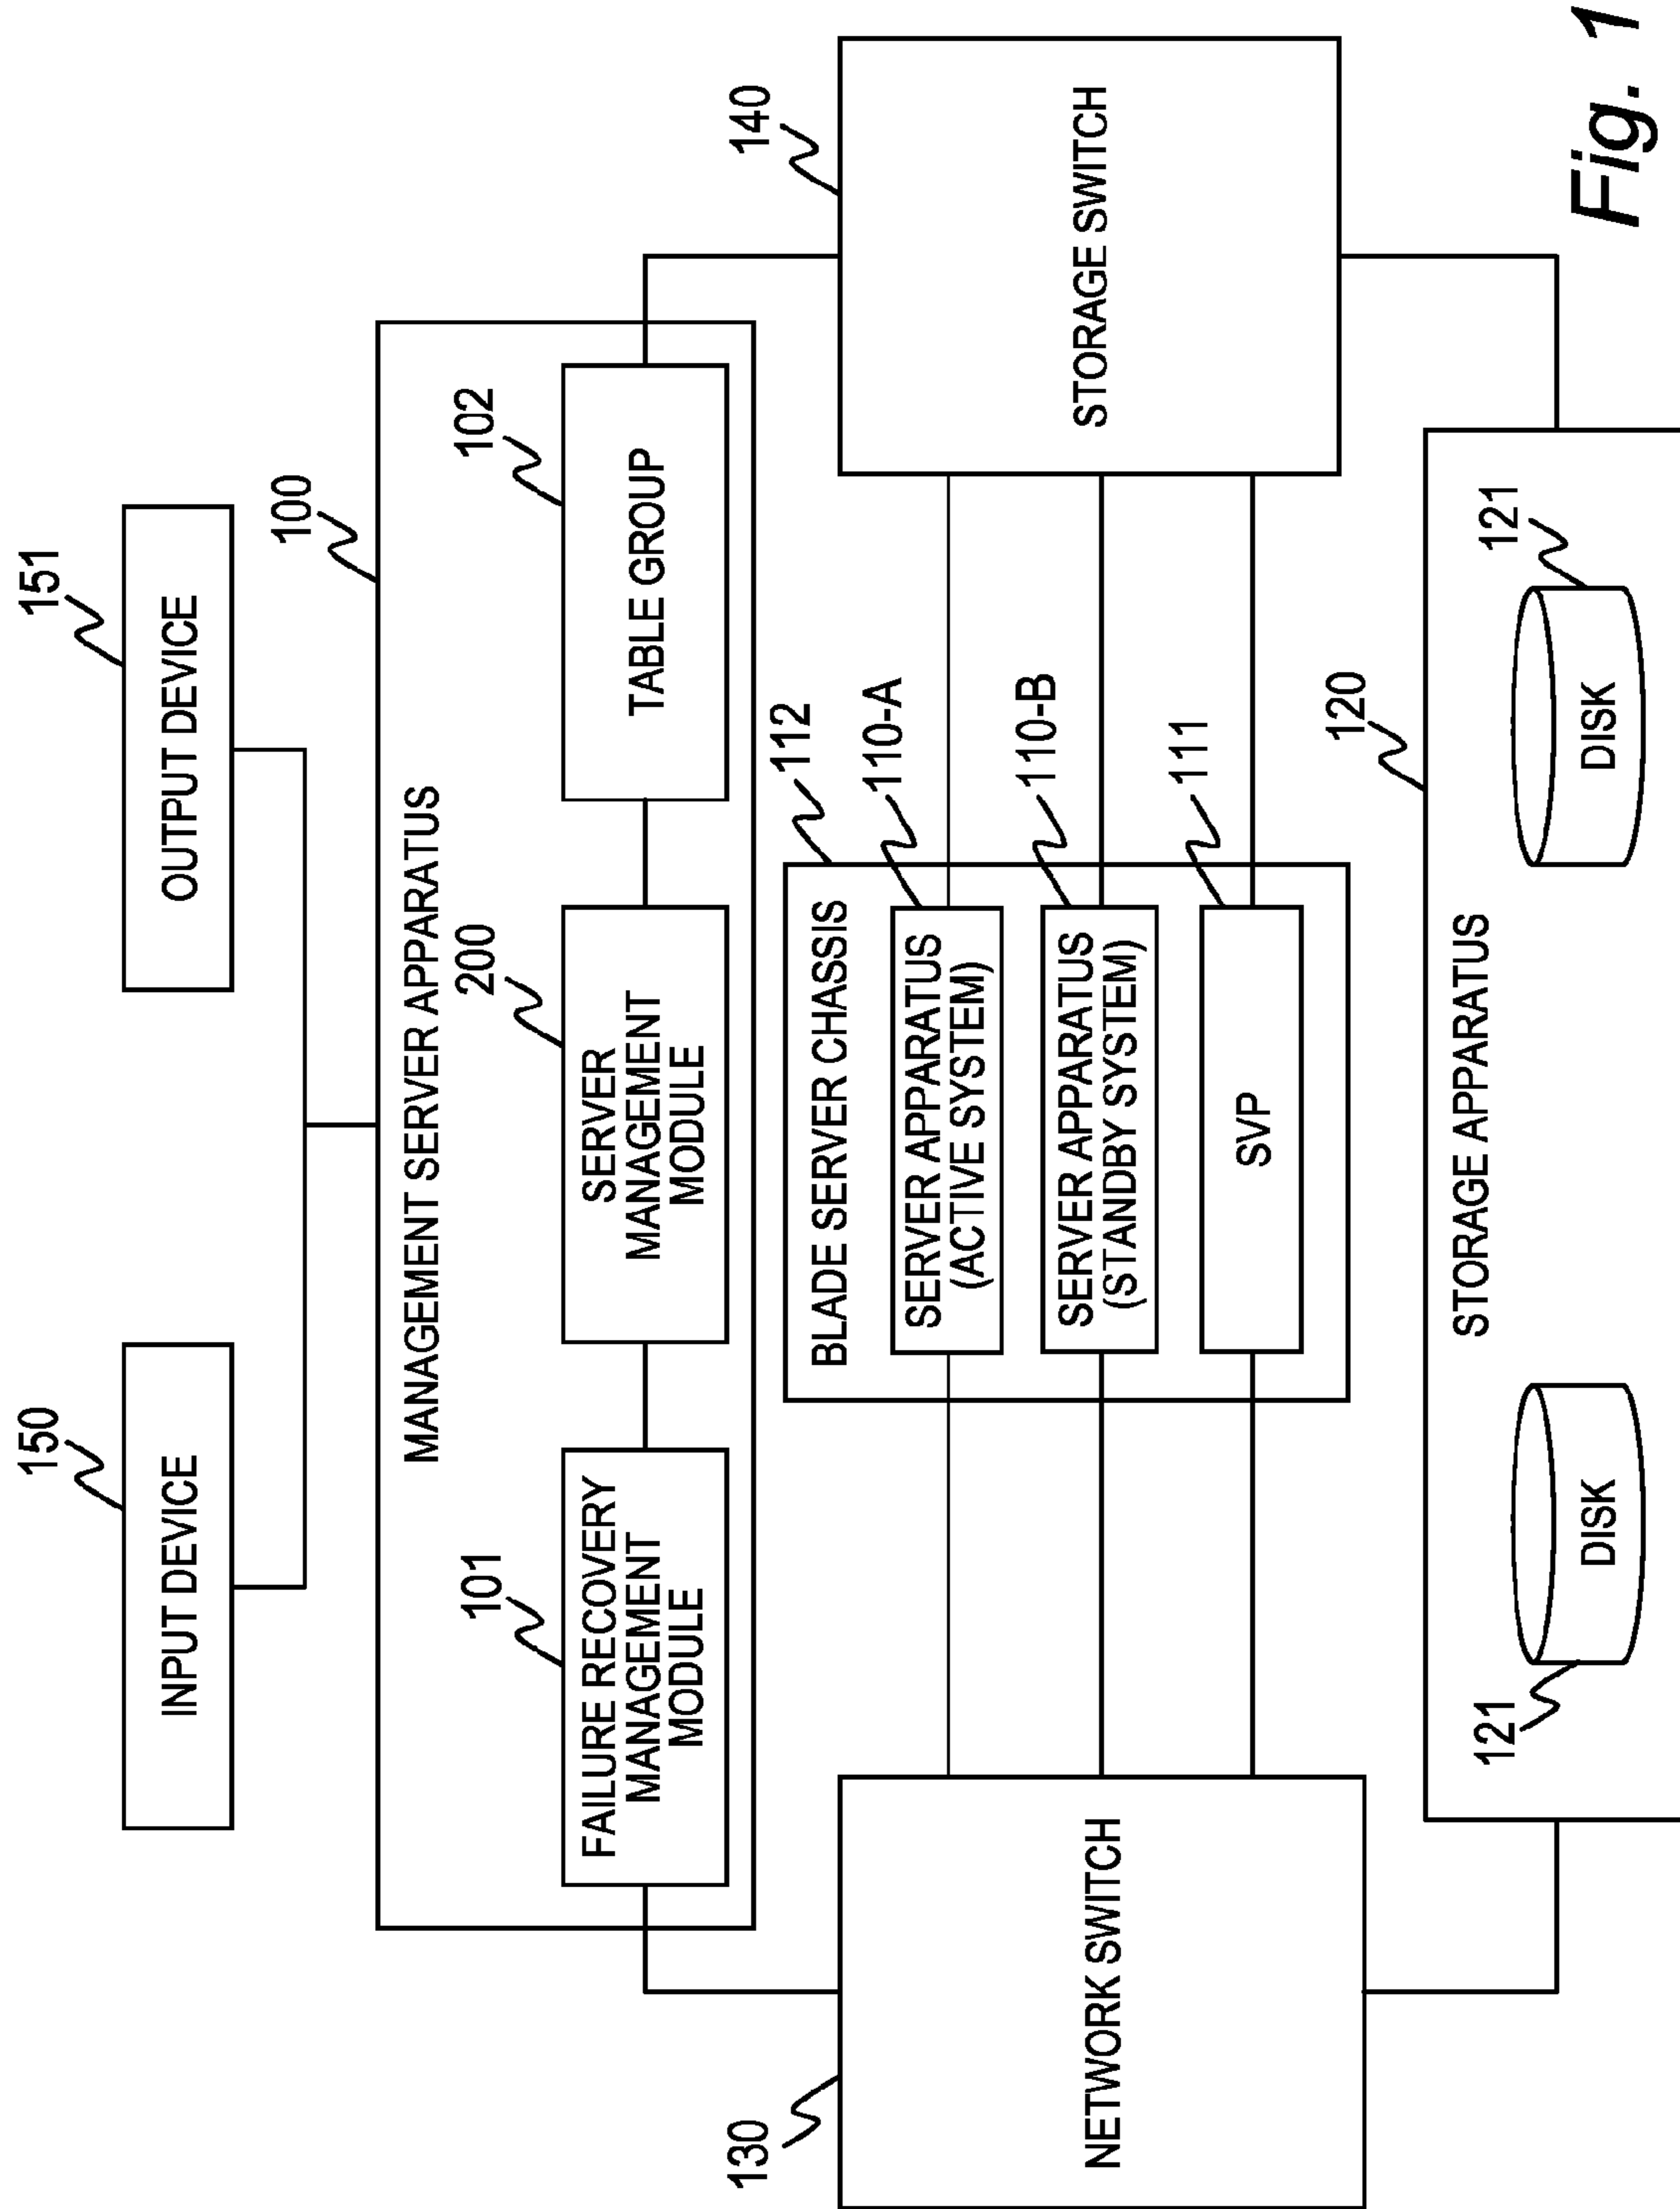 150
INPUT DEVICE
151
OUTPUT DEVICE
100
MANAGEMENT SERVER APPARATUS
101
FAILURE RECOVERY
MANAGEMENT
MODULE
200
SERVER
MANAGEMENT
MODULE
102
TABLE GROUP
130
NETWORK SWITCH
112
BLADE SERVER CHASSIS
110-A
SERVER APPARATUS
(ACTIVE SYSTEM)
110-B
SERVER APPARATUS
(STANDBY SYSTEM)
111
SVP
140
STORAGE SWITCH
120
STORAGE APPARATUS
121
DISK
121
DISK
Fig. 1